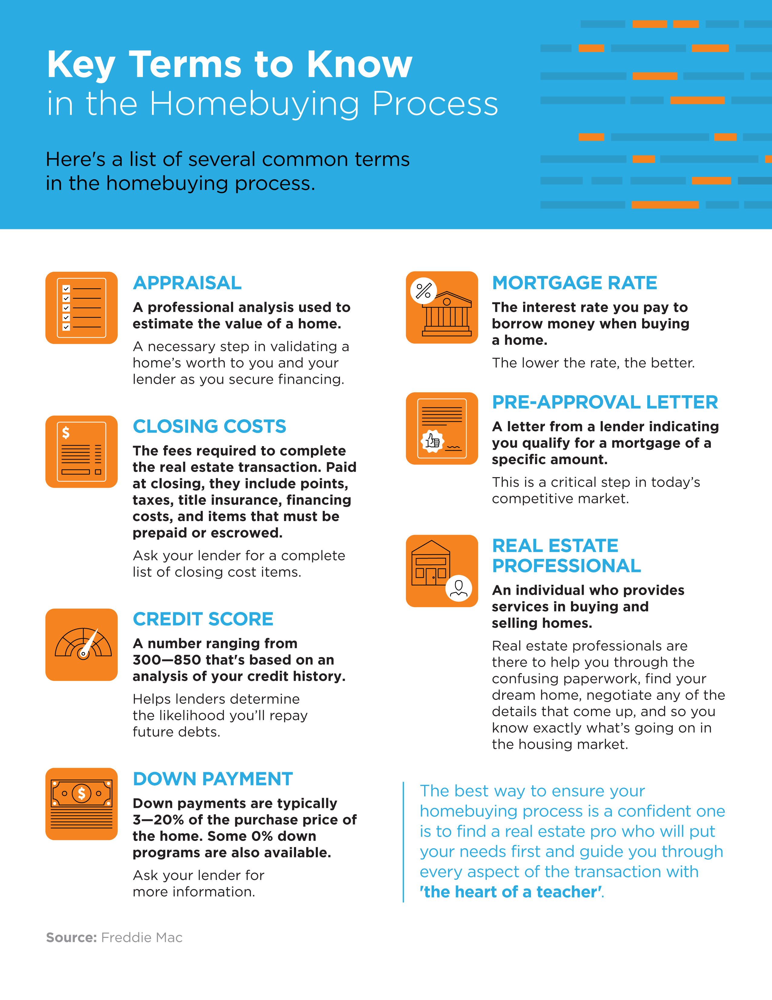 Key Terms to Know
in the Homebuying Process
Here's a list of several common terms
in the homebuying process.
APPRAISAL
A professional analysis used to
estimate the value of a home.
A necessary step in validating a
home’s worth to you and your
lender as you secure financing.
$
CLOSING COSTS
The fees required to complete
the real estate transaction. Paid
at closing, they include points,
taxes, title insurance, financing
costs, and items that must be
prepaid or escrowed.
Ask your lender for a complete
list of closing cost items.
CREDIT SCORE
A number ranging from
300—850 that's based on an
analysis of your credit history.
Helps lenders determine
the likelihood you’ll repay
future debts.
$
DOWN PAYMENT
Down payments are typically
3—20% of the purchase price of
the home. Some 0% down
programs are also available.
Ask your lender for
more information.
%
MORTGAGE RATE
The interest rate you pay to
borrow money when buying
a home.
The lower the rate, the better.
PRE-APPROVAL LETTER
A letter from a lender indicating
you qualify for a mortgage of a
specific amount.
This is a critical step in today’s
competitive market.
REAL ESTATE
PROFESSIONAL
An individual who provides
services in buying and
selling homes.
Real estate professionals are
there to help you through the
confusing paperwork, find your
dream home, negotiate any of the
details that come up, and so you
know exactly what’s going on in
the housing market.
The best way to ensure your
homebuying process is a confident one
is to find a real estate pro who will put
your needs first and guide you through
every aspect of the transaction with
'the heart of a teacher'.
Source: Freddie Mac